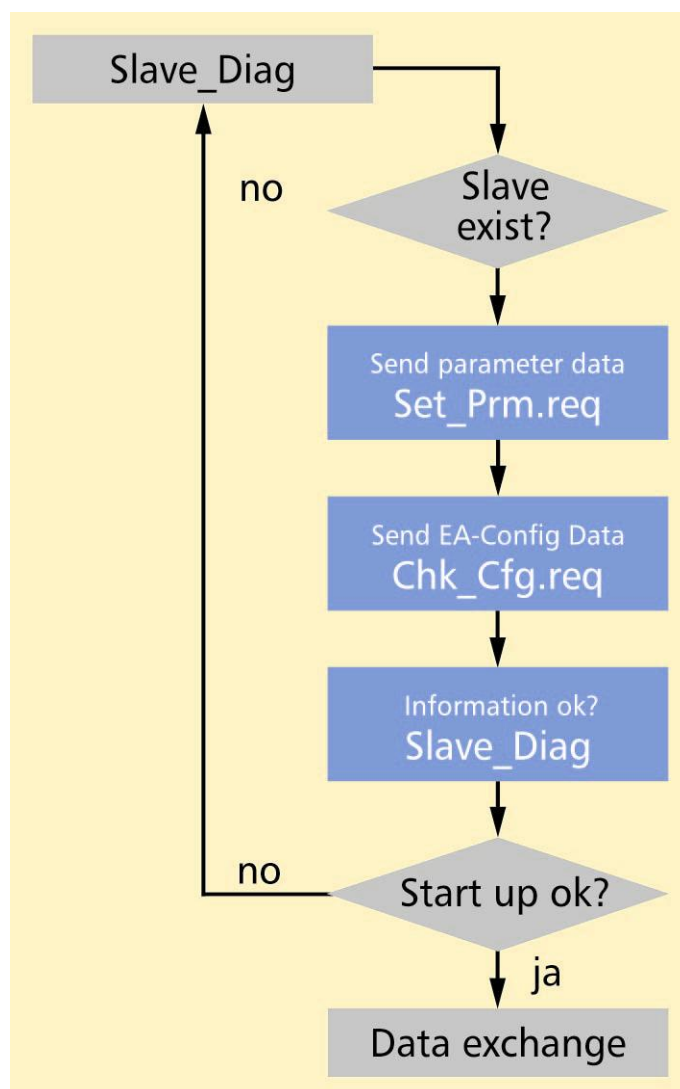 Slave_Diag
no
Slave
exist?
Send parameter data
Set_Prm.req
Send EA-Config Data
Chk_Cfg.req
Information ok?
Slave_Diag
no
Start up ok?
ja
Data exchange